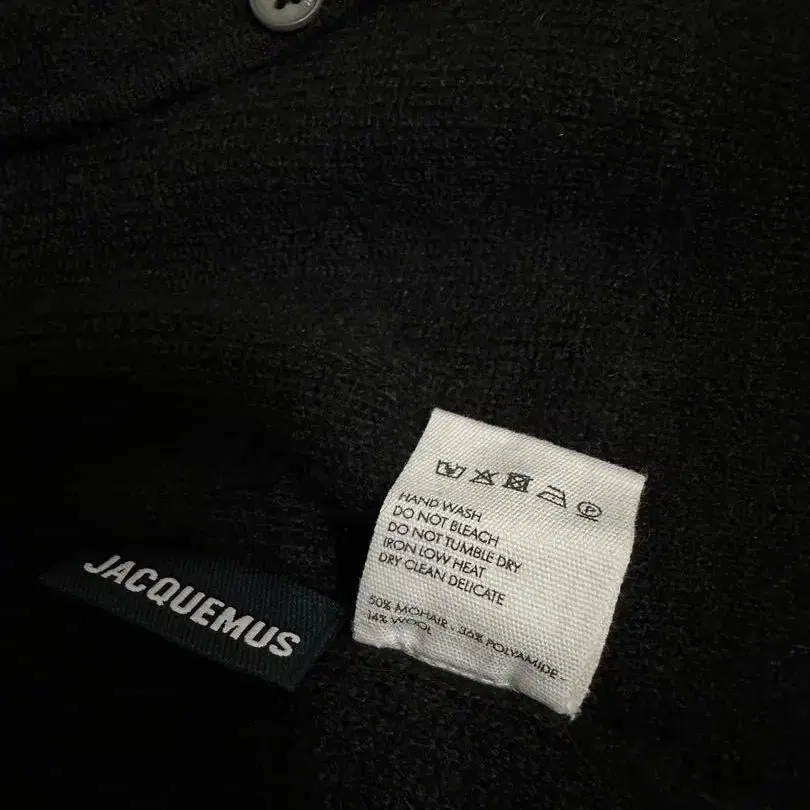 HAND WASH
DO NOT BLEACH
DO NOT TUMBLE DRY
IRON LOW HEAT
DRY CLEAN DELICATE
50% MOHAIR - 36% POLYAMIDE -
14% WOOL
JACQUEMUS